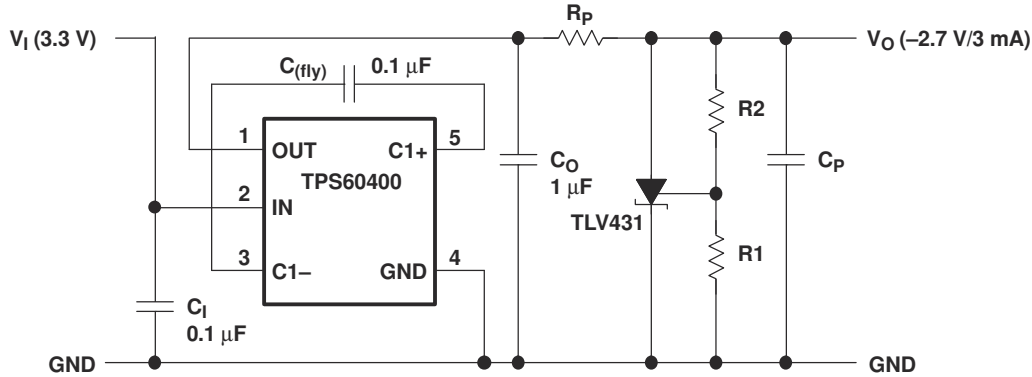 R_P
V_I (3.3 V)
V_O (–2.7 V/3 mA)
C_(fly)
0.1 µF
1
OUT
C1+
5
TPS60400
2
IN
3
C1–
GND
4
C_O
1 µF
TLV431
R2
R1
C_P
C_I
0.1 µF
GND
GND